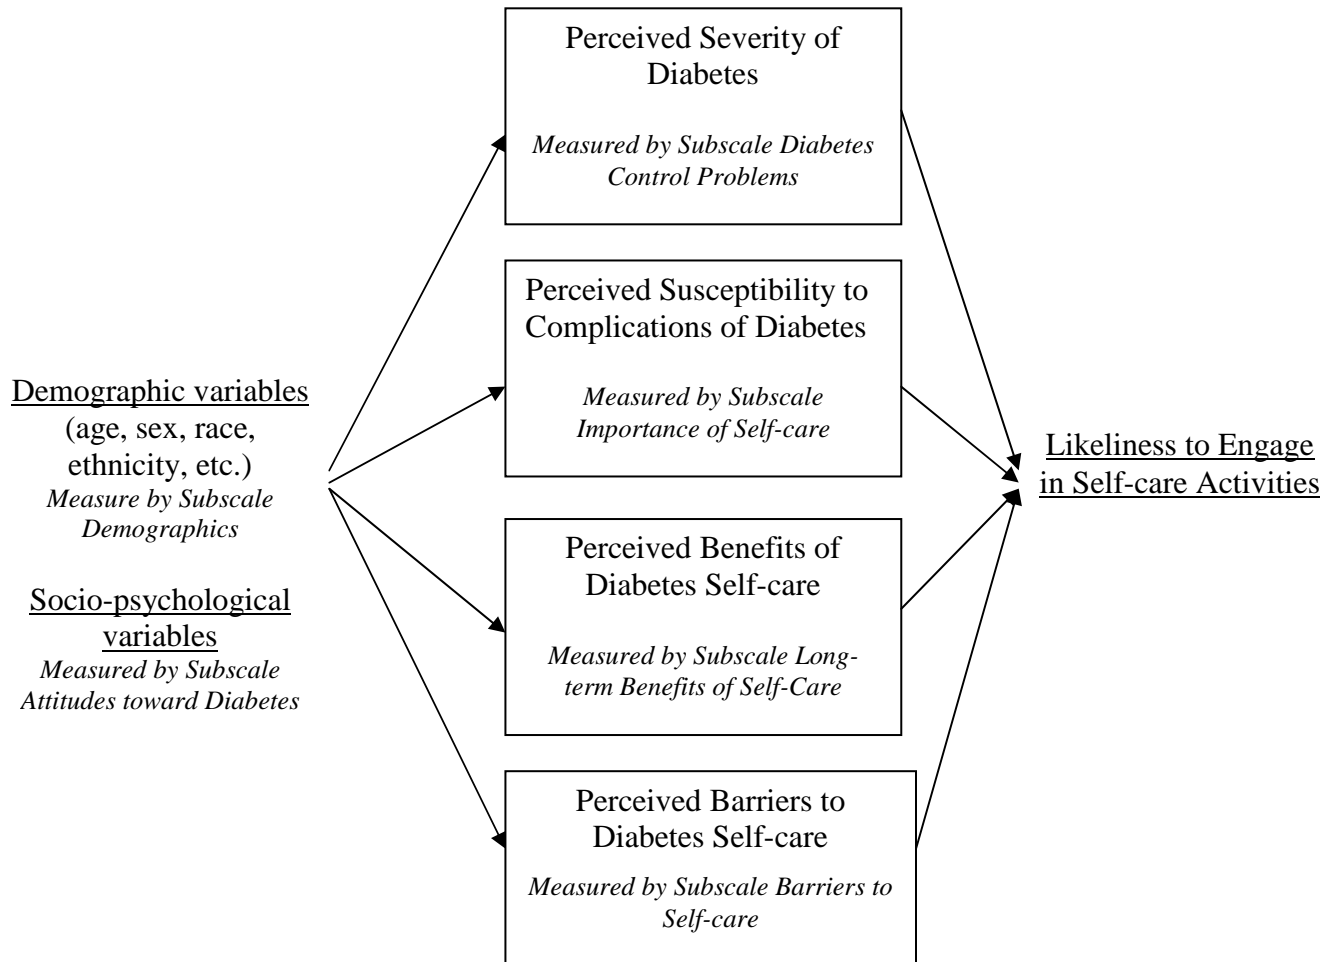 Perceived Severity of
Diabetes
Measured by Subscale Diabetes
Control Problems
Perceived Susceptibility to
Complications of Diabetes
Measured by Subscale
Importance of Self-care
Demographic variables
(age, sex, race,
ethnicity, etc.)
Measure by Subscale
Demographics
Socio-psychological
variables
Measured by Subscale
Attitudes toward Diabetes
Perceived Benefits of
Diabetes Self-care
Measured by Subscale Long-
term Benefits of Self-Care
Perceived Barriers to
Diabetes Self-care
Measured by Subscale Barriers to
Self-care
Likeliness to Engage
in Self-care Activities